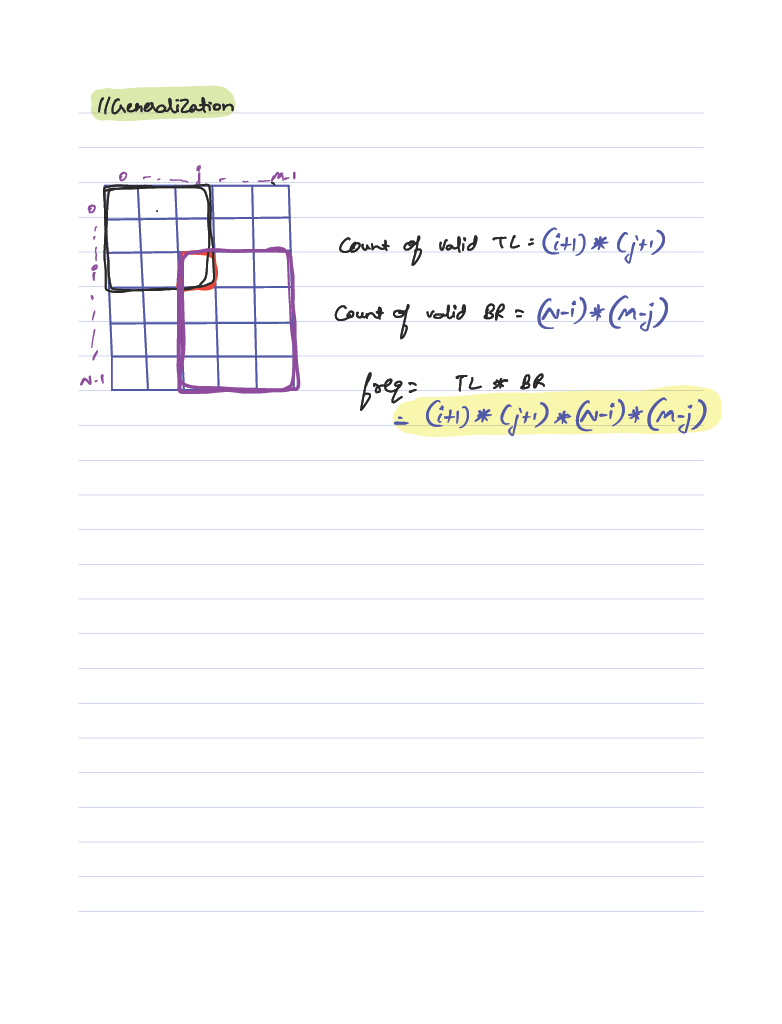 //Generalization
0 - - - j - - - M-1
0
i
N-1
Count of valid TL = (i+1) * (j+1)
Count of valid BR = (N-i) * (M-j)
freq = TL * BR
= (i+1) * (j+1) * (N-i) * (M-j)